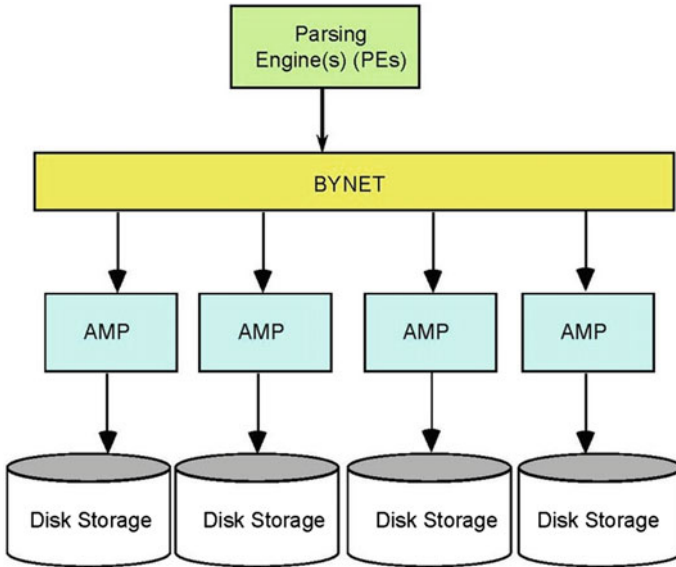 Parsing
Engine(s) (PEs)
BYNET
AMP
AMP
AMP
AMP
Disk Storage
Disk Storage
Disk Storage
Disk Storage